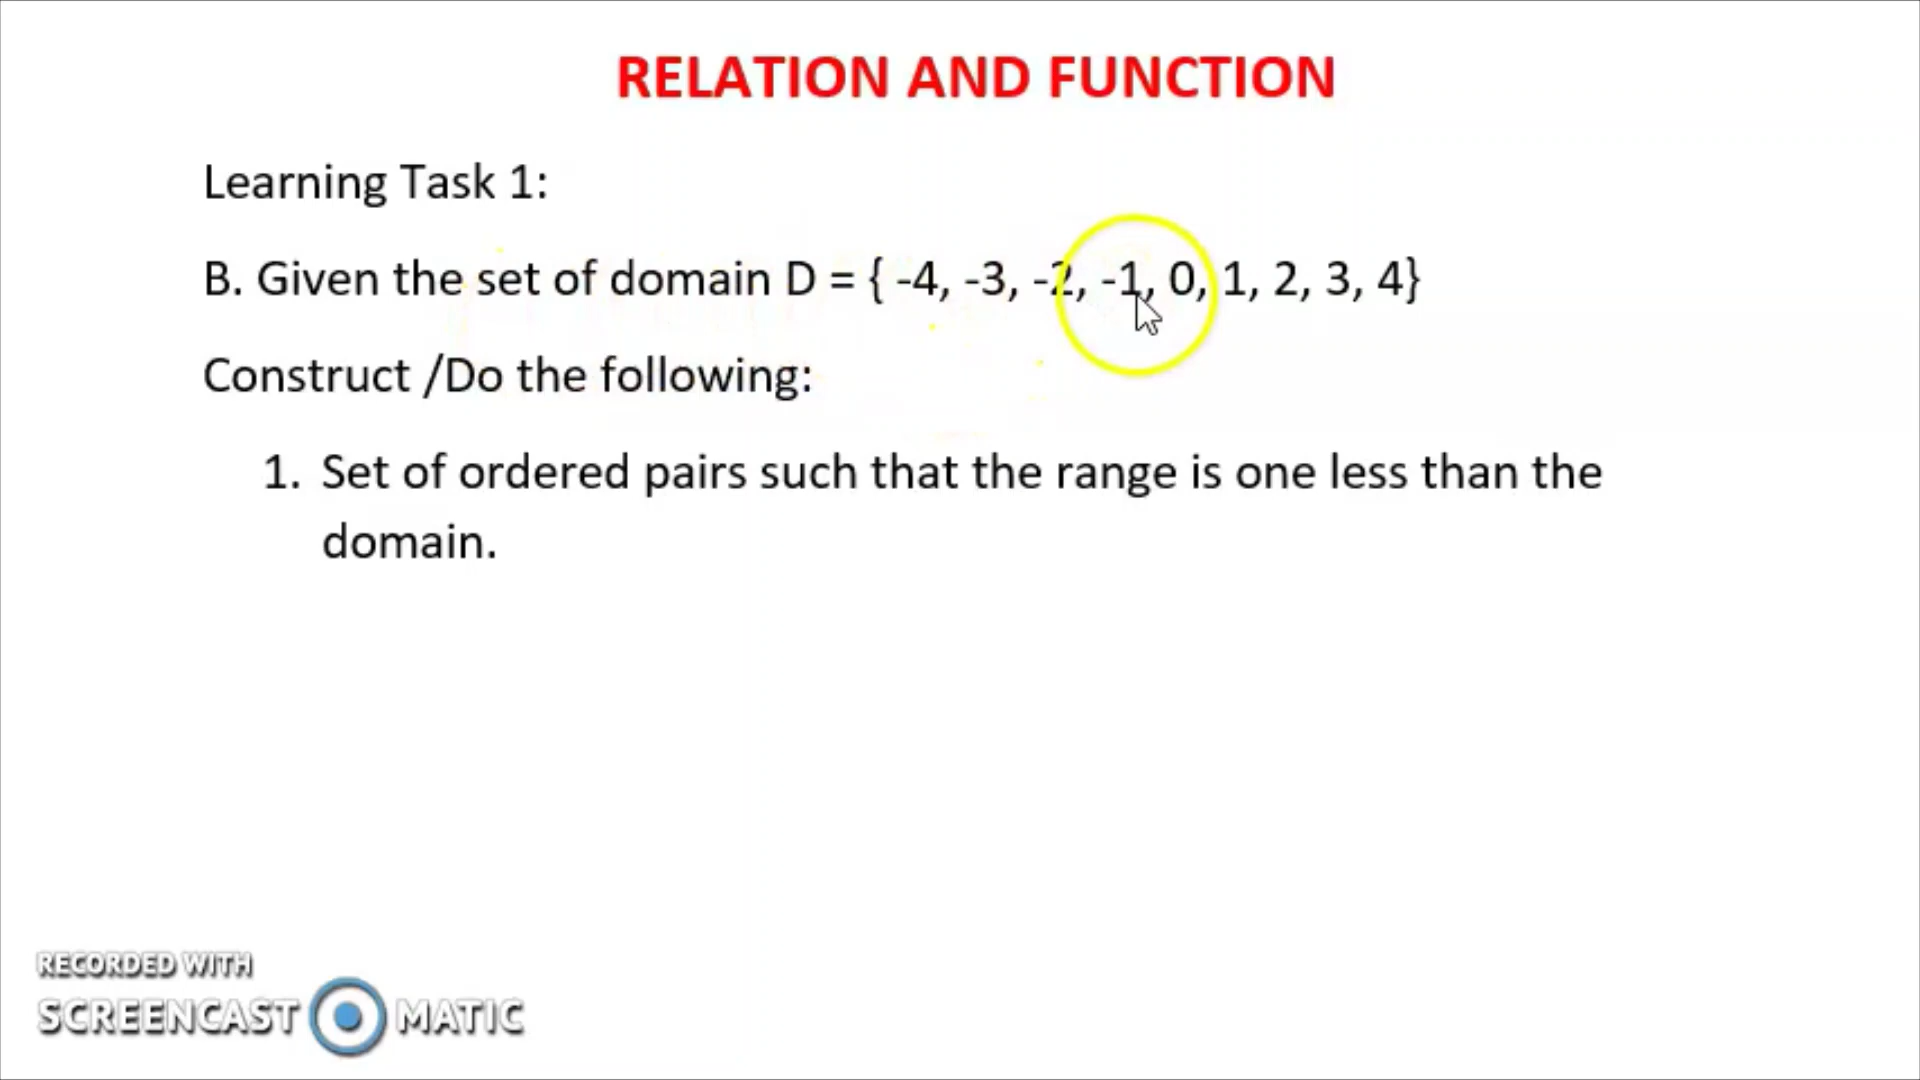 RELATION AND FUNCTION
Learning Task 1:
B. Given the set of domain D = { -4, -3, -2, -1, 0, 1, 2, 3, 4}
Construct /Do the following:
1. Set of ordered pairs such that the range is one less than the
domain.
RECORDED WITH
SCREENCAST MATIC